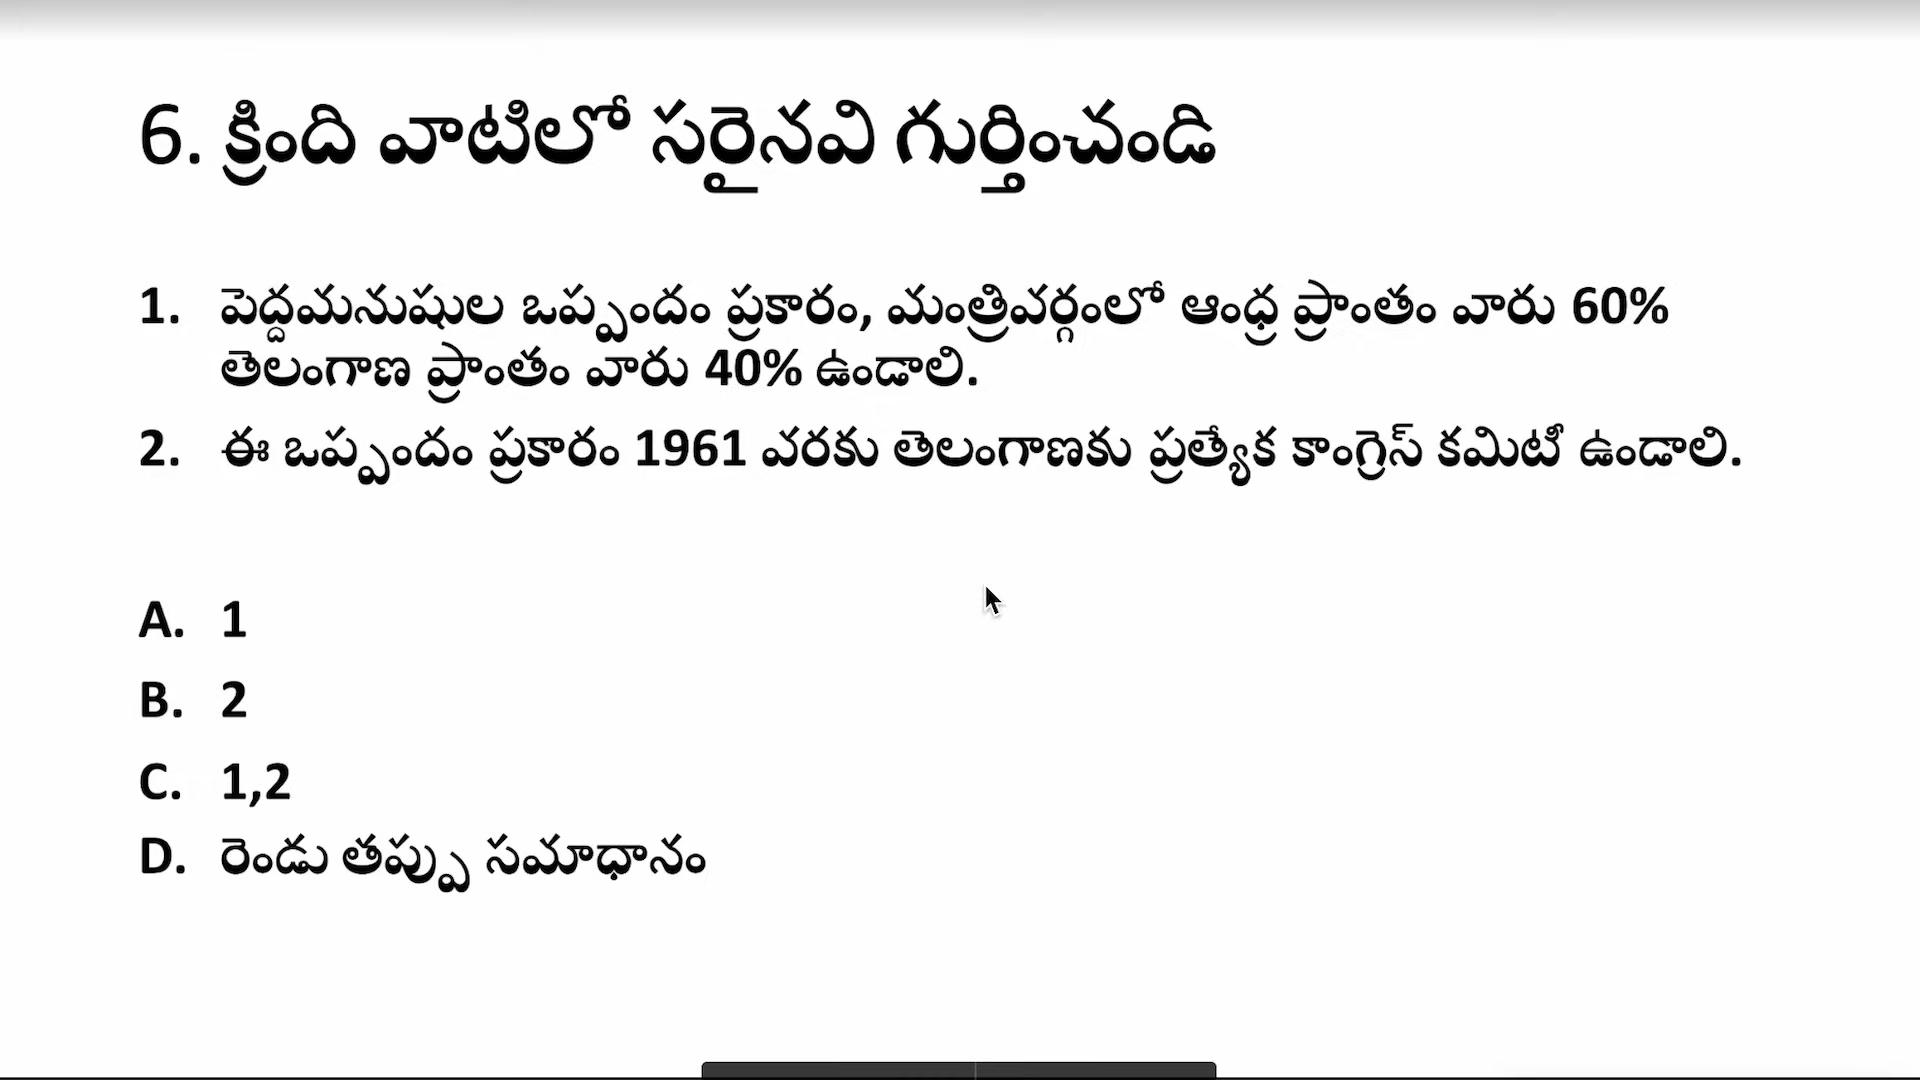 6. క్రింది వాటిలో సరైనవి గుర్తించండి
1. పెద్దమనుషుల ఒప్పందం ప్రకారం, మంత్రివర్గంలో ఆంధ్ర ప్రాంతం వారు 60%
తెలంగాణ ప్రాంతం వారు 40% ఉండాలి.
2. ఈ ఒప్పందం ప్రకారం 1961 వరకు తెలంగాణకు ప్రత్యేక కాంగ్రెస్ కమిటీ ఉండాలి.
A. 1
B. 2
C. 1,2
D. రెండు తప్పు సమాధానం